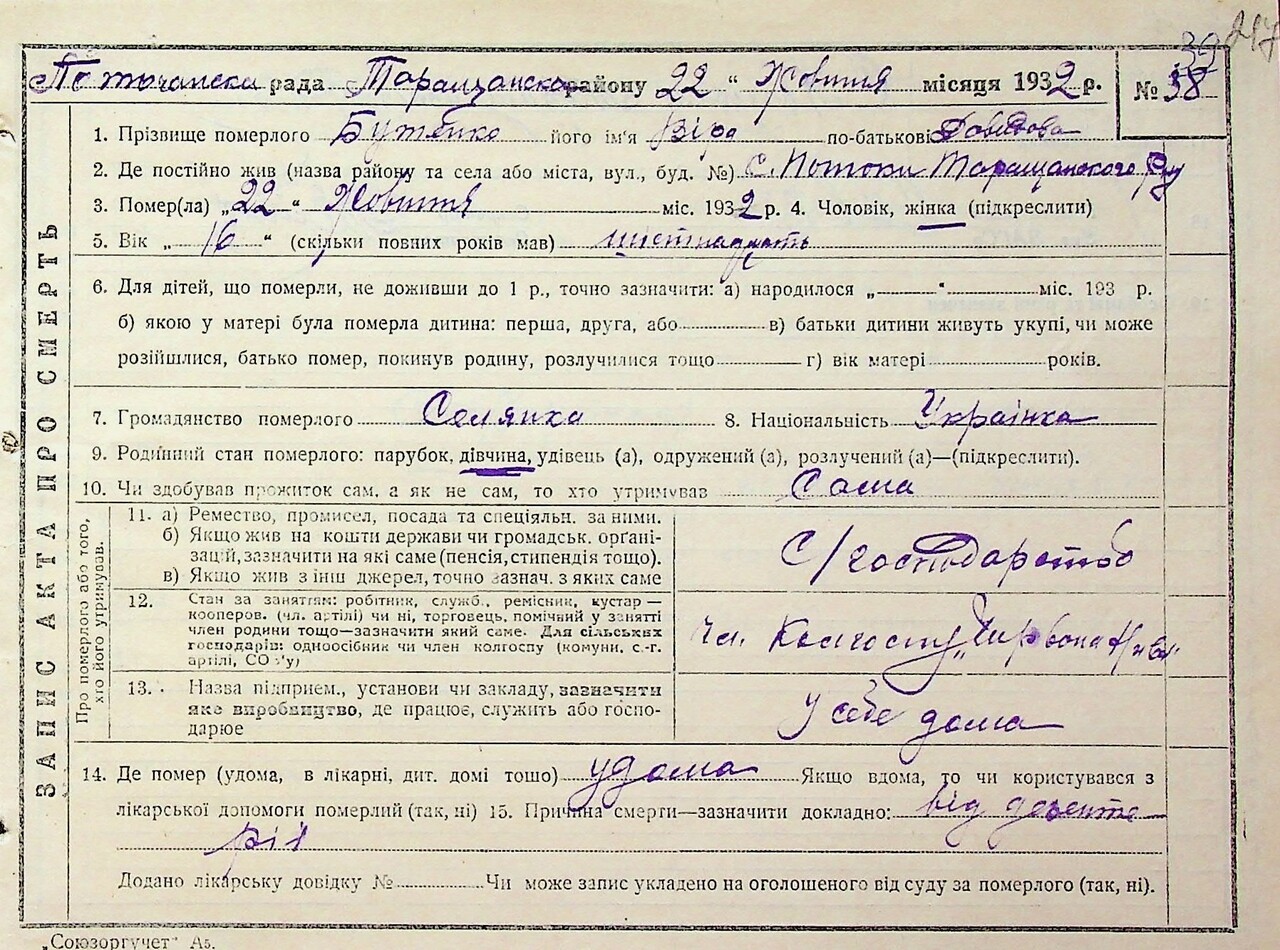 39 217
Поточанска рада Таращанска району 22 " Жовтня місяця 1932 р. № 38
1. Прізвище померлого Бутенко його ім'я Віра по-батькові Давидова
2. Де постійно жив (назва району та села або міста, вул., буд. №) С. Потоки Таращанского Р-ну
3. Помер(ла) „22 " Жовтня міс. 1932 р. 4. Чоловік, жінка (підкреслити)
5. Вік „ 16 " (скільки повних років мав) шістнадцять
6. Для дітей, що померли, не доживши до 1 р., точно зазначити: а) народилося „ " міс. 193 р.
б) якою у матері була померла дитина: перша, друга, або в) батьки дитини живуть укупі, чи може
розійшлися, батько помер, покинув родину, розлучилися тощо г) вік матері років.
7. Громадянство померлого Селянка 8. Національність Українка
9. Родинний стан померлого: парубок, дівчина, удівець (а), одружений (а), розлучений (а)—(підкреслити).
10. Чи здобував прожиток сам, а як не сам, то хто утримував Сама
Про померлого або того, хто його утримував.
11. а) Ремество, промисел, посада та спеціяльн. за ними.
б) Якщо жив на кошти держави чи громадськ. орґані-
зацій, зазначити на які саме (пенсія, стипендія тощо).
в) Якщо жив з інш джерел, точно зазнач. з яких саме
С/господарство
12. Стан за заняттям: робітник, служб., ремісник, кустар —
кооперов. (чл. артілі) чи ні, торговець, помічний у занятті
член родини тощо—зазначити який саме. Для сільських
господарів: одноосібник чи член колгоспу (комуни, с.-г.
артілі, СО 'у)
чл. Колгоспу „Червона Нива"
13. Назва підприєм., установи чи закладу, зазначити
яке виробництво, де працює, служить або госпо-
дарює
У себе дома
14. Де помер (удома, в лікарні, дит. домі тощо) удома Якщо вдома, то чи користувався з
лікарської допомоги померлий (так, ні) 15. Причина смерти—зазначити докладно: від дезенте
рії
Додано лікарську довідку № Чи може запис укладено на оголошеного від суду за померлого (так, ні).
ЗАПИС АКТА ПРО СМЕРТЬ
„Союзоргучет" А5.